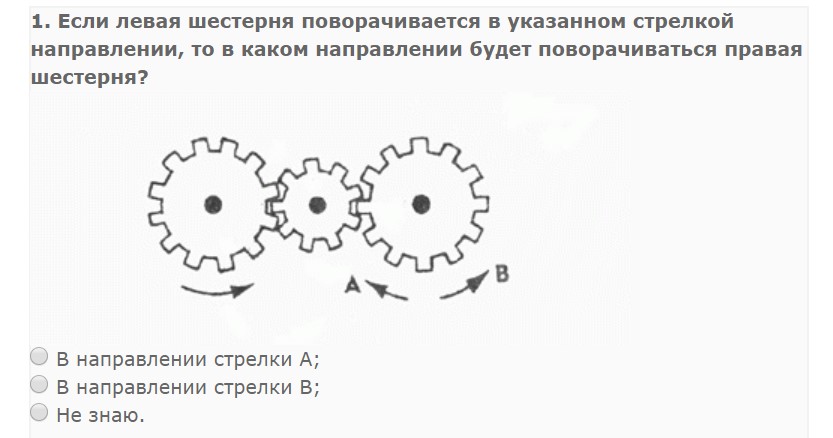 1. Если левая шестерня поворачивается в указанном стрелкой
направлении, то в каком направлении будет поворачиваться правая
шестерня?
A
B
В направлении стрелки А;
В направлении стрелки В;
Не знаю.